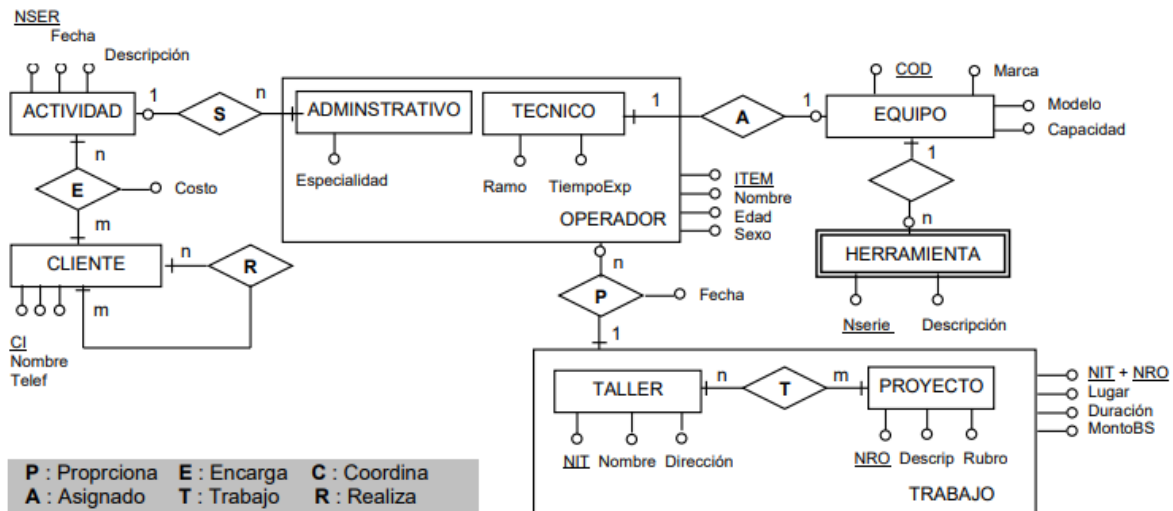 NSER
Fecha
Descripción
ACTIVIDAD
1
S
n
ADMINSTRATIVO
Especialidad
TECNICO
Ramo
TiempoExp
1
A
1
COD
Marca
EQUIPO
Modelo
Capacidad
n
E
Costo
m
ITEM
Nombre
Edad
Sexo
OPERADOR
1
n
HERRAMIENTA
Nserie
Descripción
CLIENTE
n
R
m
CI
Nombre
Telef
n
P
Fecha
1
TALLER
n
T
m
PROYECTO
NIT
Nombre
Dirección
NRO
Descrip
Rubro
TRABAJO
NIT + NRO
Lugar
Duración
MontoBS
P : Proprciona E : Encarga C : Coordina
A : Asignado T : Trabajo R : Realiza